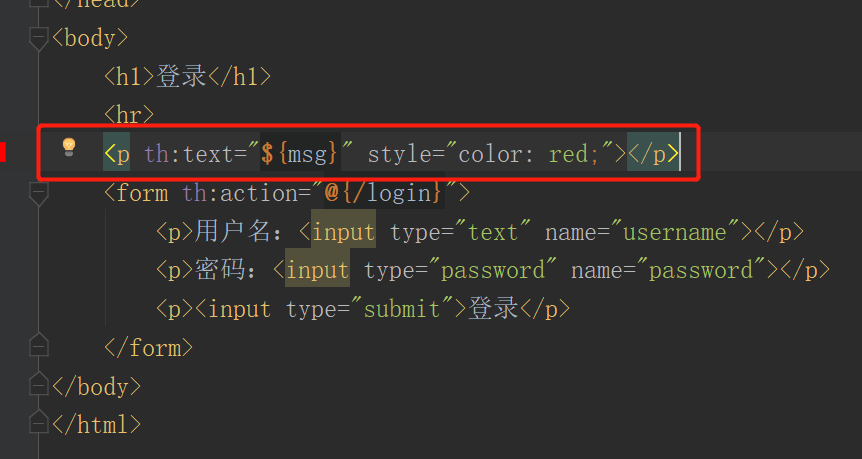 </head>
<body>
<h1>登录</h1>
<hr>
<p th:text="${msg}" style="color: red;"></p>
<form th:action="@{/login}">
<p>用户名：<input type="text" name="username"></p>
<p>密码：<input type="password" name="password"></p>
<p><input type="submit">登录</p>
</form>
</body>
</html>